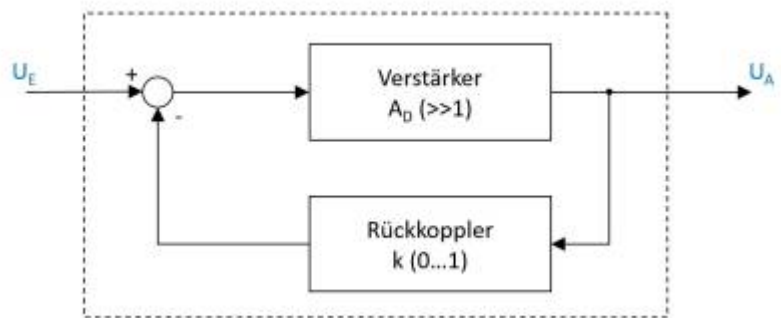 U_E
+
-
Verstärker
A_D (>>1)
U_A
Rückkoppler
k (0...1)